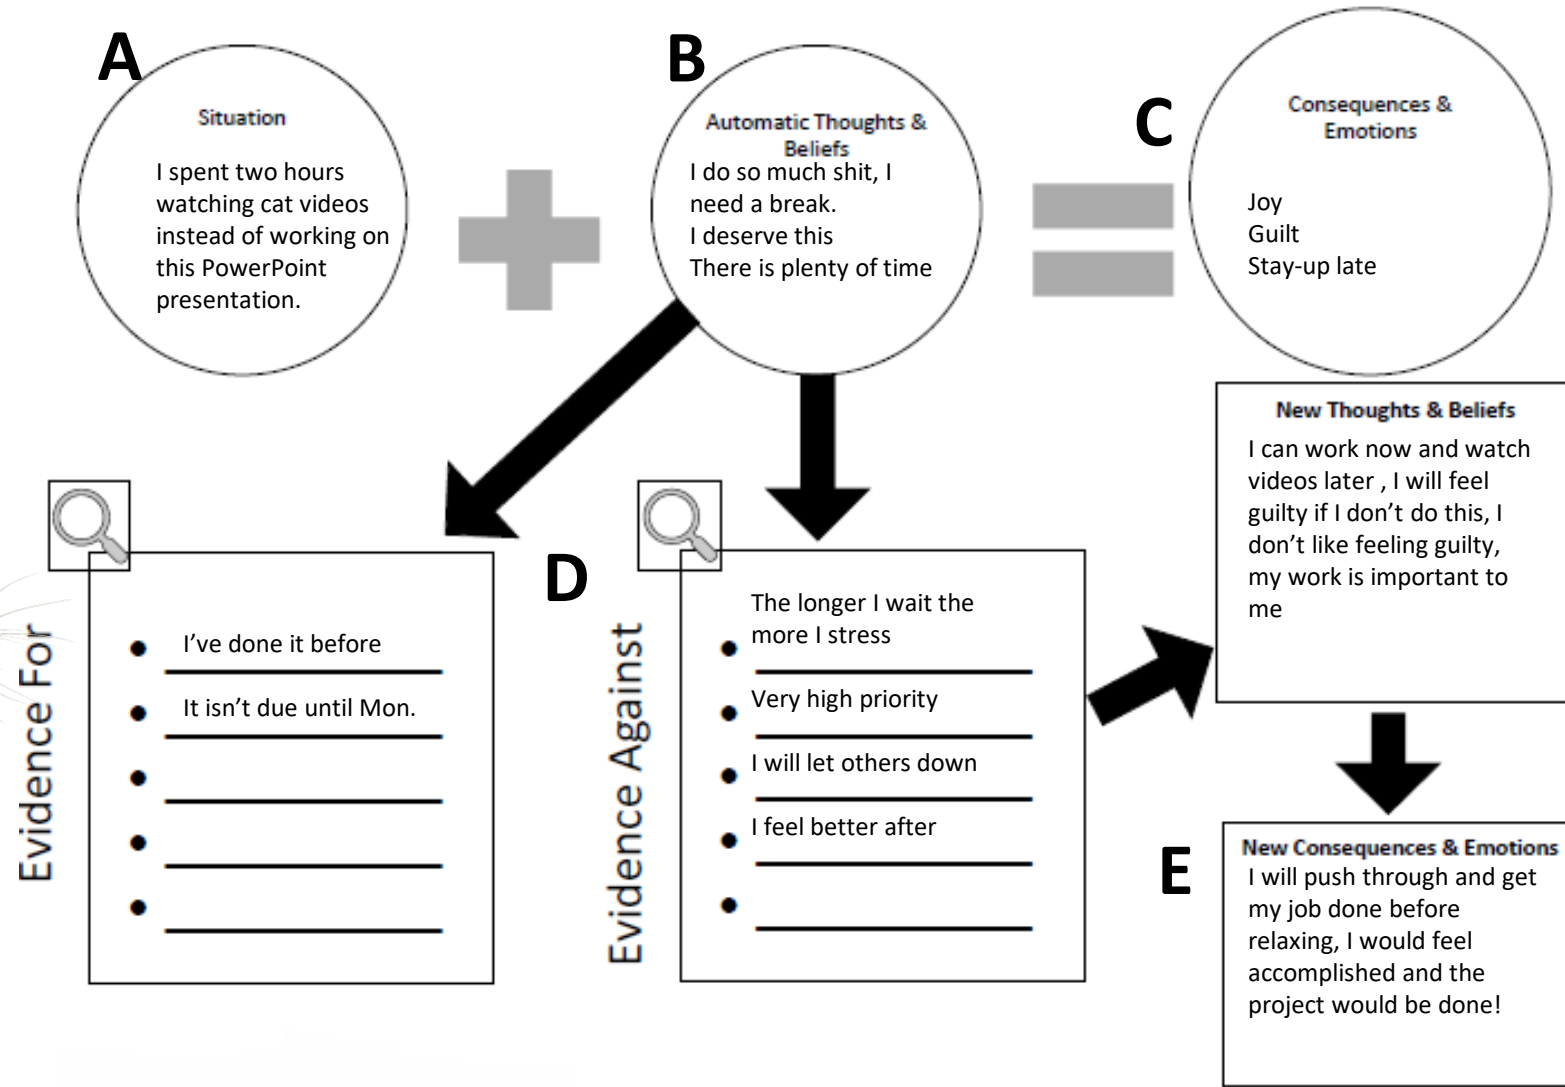 A
Situation
I spent two hours
watching cat videos
instead of working on
this PowerPoint
presentation.
B
Automatic Thoughts &
Beliefs
I do so much shit, I
need a break.
I deserve this
There is plenty of time
C
Consequences &
Emotions
Joy
Guilt
Stay-up late
Evidence For
I’ve done it before
It isn’t due until Mon.
D
Evidence Against
The longer I wait the
more I stress
Very high priority
I will let others down
I feel better after
New Thoughts & Beliefs
I can work now and watch
videos later , I will feel
guilty if I don’t do this, I
don’t like feeling guilty,
my work is important to
me
E
New Consequences & Emotions
I will push through and get
my job done before
relaxing, I would feel
accomplished and the
project would be done!